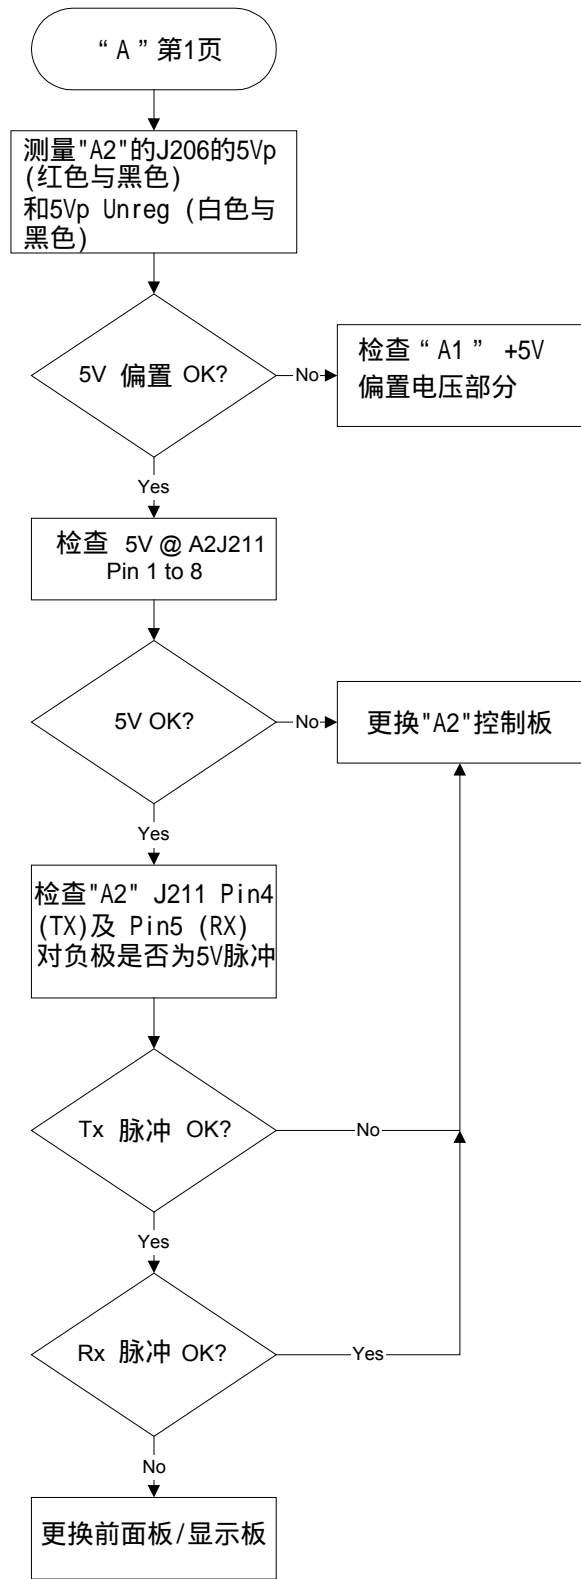 “A”第1页
测量"A2"的J206的5Vp
(红色与黑色)
和5Vp Unreg (白色与
黑色)
5V 偏置 OK?
No
检查“A1” +5V
偏置电压部分
Yes
检查 5V @ A2J211
Pin 1 to 8
5V OK?
No
更换"A2"控制板
Yes
检查"A2" J211 Pin4
(TX)及 Pin5 (RX)
对负极是否为5V脉冲
Tx 脉冲 OK?
No
Yes
Rx 脉冲 OK?
Yes
No
更换前面板/显示板